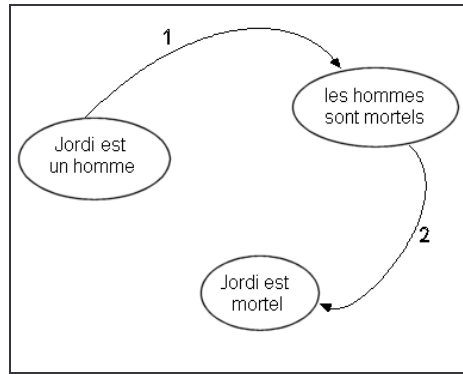 1
les hommes
sont mortels
Jordi est
un homme
2
Jordi est
mortel